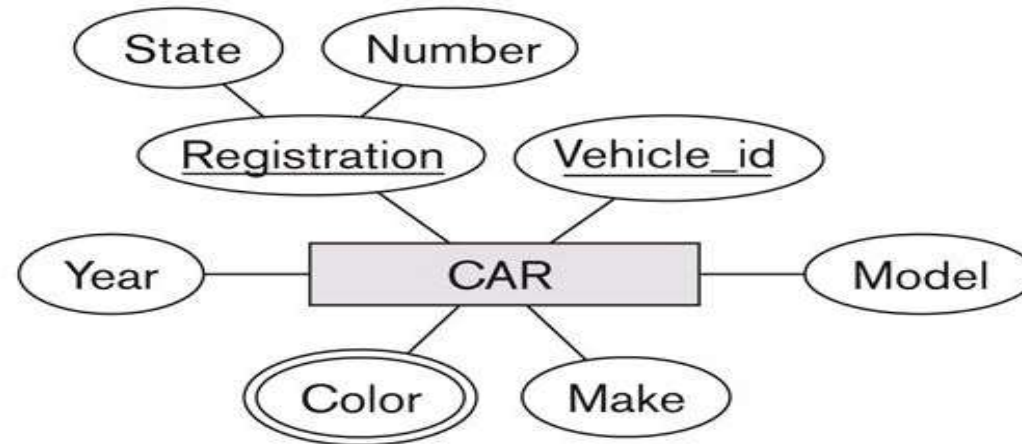 State Number
Registration Vehicle_id
Year CAR Model
Color Make